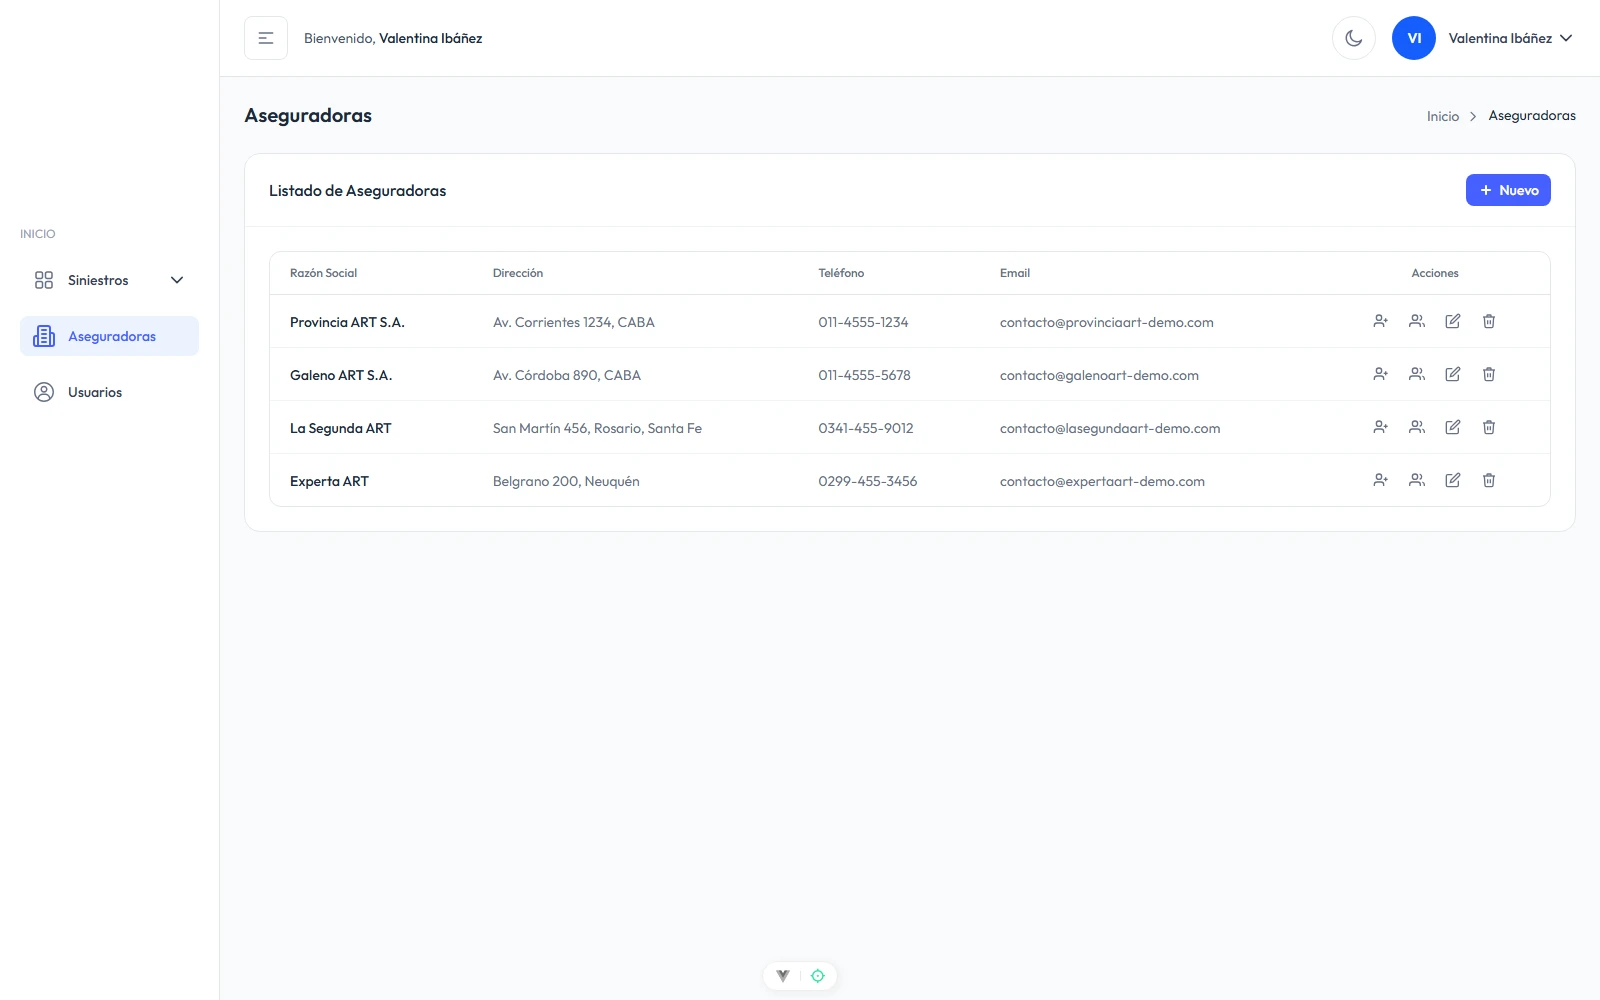 Bienvenido, Valentina Ibáñez
VI
Valentina Ibáñez
INICIO
Siniestros
Aseguradoras
Usuarios
Aseguradoras
Inicio > Aseguradoras
Listado de Aseguradoras
+ Nuevo
Razón Social Dirección Teléfono Email Acciones
Provincia ART S.A. Av. Corrientes 1234, CABA 011-4555-1234 contacto@provinciaart-demo.com
Galeno ART S.A. Av. Córdoba 890, CABA 011-4555-5678 contacto@galenoart-demo.com
La Segunda ART San Martín 456, Rosario, Santa Fe 0341-455-9012 contacto@lasegundaart-demo.com
Experta ART Belgrano 200, Neuquén 0299-455-3456 contacto@expertaart-demo.com